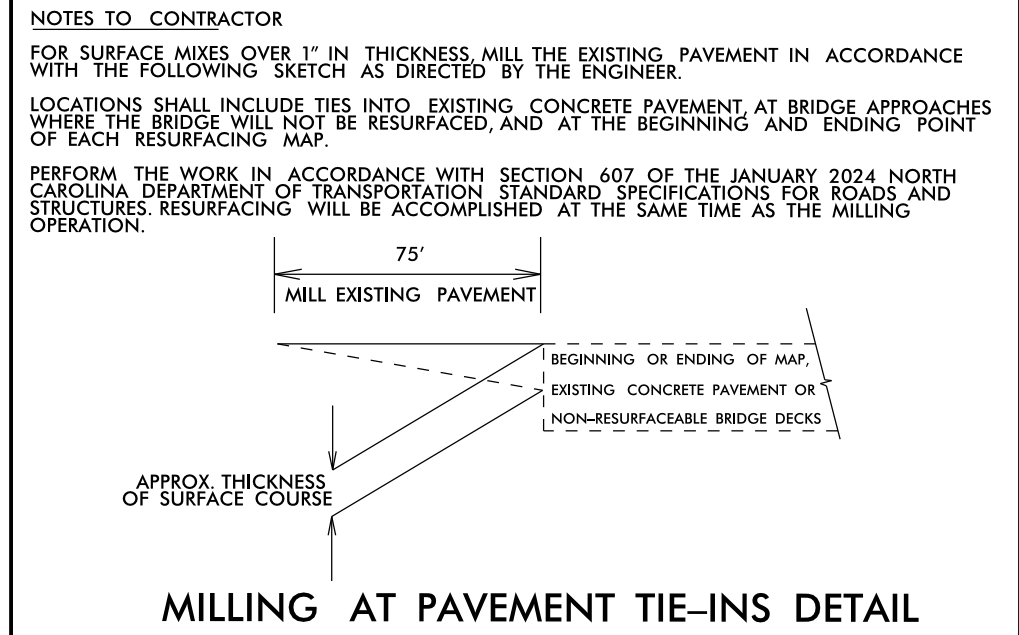 NOTES TO CONTRACTOR
FOR SURFACE MIXES OVER 1" IN THICKNESS, MILL THE EXISTING PAVEMENT IN ACCORDANCE
WITH THE FOLLOWING SKETCH AS DIRECTED BY THE ENGINEER.
LOCATIONS SHALL INCLUDE TIES INTO EXISTING CONCRETE PAVEMENT, AT BRIDGE APPROACHES
WHERE THE BRIDGE WILL NOT BE RESURFACED, AND AT THE BEGINNING AND ENDING POINT
OF EACH RESURFACING MAP.
PERFORM THE WORK IN ACCORDANCE WITH SECTION 607 OF THE JANUARY 2024 NORTH
CAROLINA DEPARTMENT OF TRANSPORTATION STANDARD SPECIFICATIONS FOR ROADS AND
STRUCTURES. RESURFACING WILL BE ACCOMPLISHED AT THE SAME TIME AS THE MILLING
OPERATION.
75'
MILL EXISTING PAVEMENT
BEGINNING OR ENDING OF MAP,
EXISTING CONCRETE PAVEMENT OR
NON-RESURFACEABLE BRIDGE DECKS
APPROX. THICKNESS
OF SURFACE COURSE
MILLING AT PAVEMENT TIE-INS DETAIL